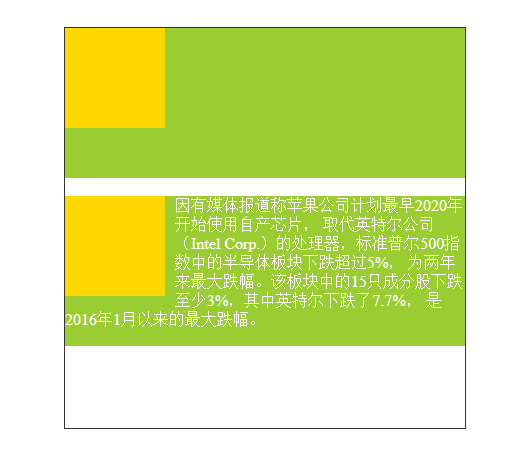 因有媒体报道称苹果公司计划最早2020年
开始使用自产芯片， 取代英特尔公司
（Intel Corp.）的处理器，标准普尔500指
数中的半导体板块下跌超过5%， 为两年
来最大跌幅。该板块中的15只成分股下跌
至少3%，其中英特尔下跌了7.7%， 是
2016年1月以来的最大跌幅。